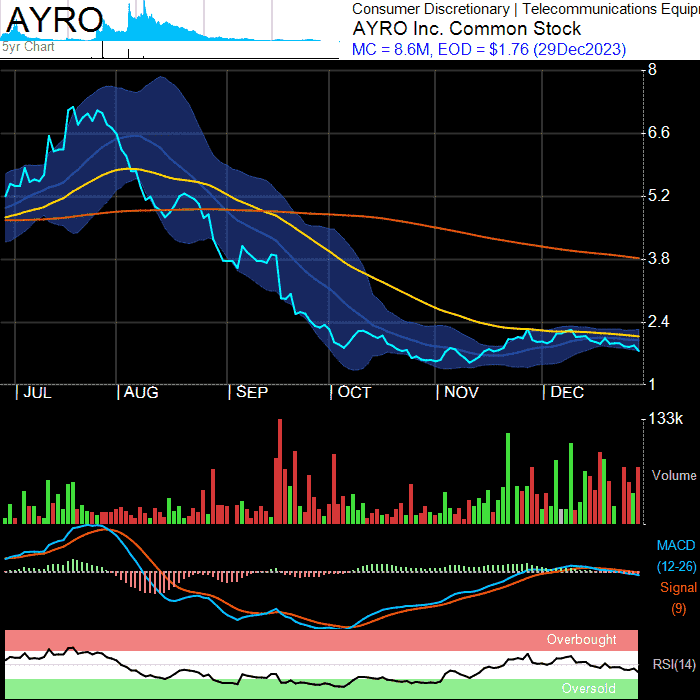 AYRO
5yr Chart
Consumer Discretionary | Telecommunications Equip
AYRO Inc. Common Stock
MC = 8.6M, EOD = $1.76 (29Dec2023)
8
6.6
5.2
3.8
2.4
1
JUL AUG SEP OCT NOV DEC
133k
Volume
MACD
(12-26)
Signal
(9)
Overbought
RSI(14)
Oversold